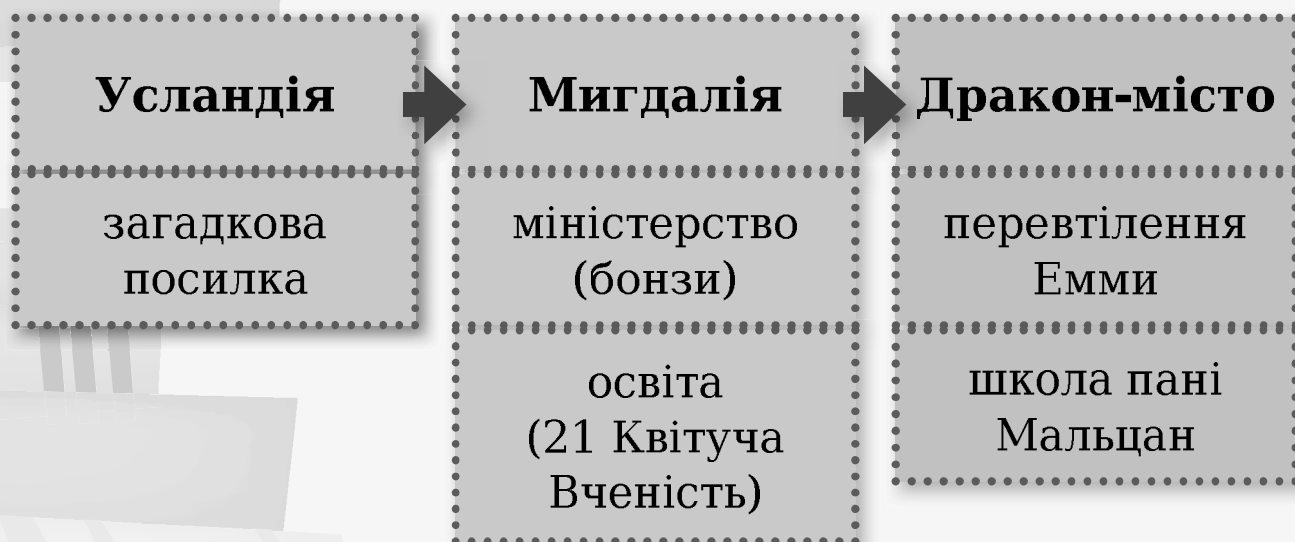 Усландія
загадкова
посилка
Мигдалія
міністерство
(бонзи)
освіта
(21 Квітуча
Вченість)
Дракон-місто
перевтілення
Емми
школа пані
Мальцан